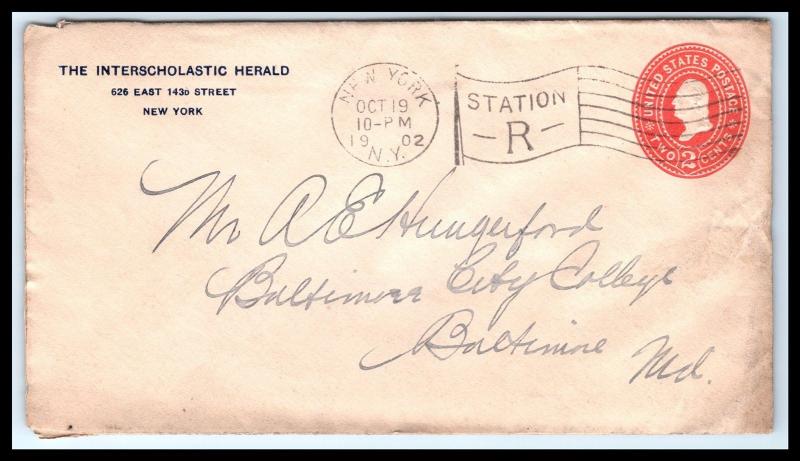 THE INTERSCHOLASTIC HERALD
626 EAST 143D STREET
NEW YORK
NEW YORK
OCT 19
10-PM
19 02
N.Y.
STATION
-R-
UNITED STATES POSTAGE
TWO 2 CENTS
Mr A E Hungerford
Baltimore City College
Baltimore
Md.